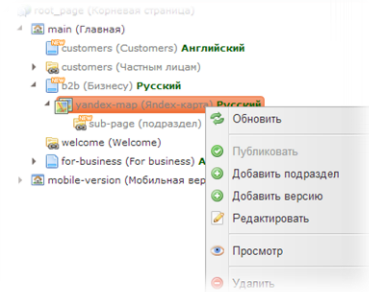 root_page (Корневая страница)
main (Главная)
customers (Customers) Английский
customers (Частным лицам)
b2b (Бизнесу) Русский
yandex-map (Яndex-карта) Русский
sub-page (подраздел)
welcome (Welcome)
for-business (For business) А
mobile-version (Мобильная вер
Обновить
Публиковать
Добавить подраздел
Добавить версию
Редактировать
Просмотр
Удалить